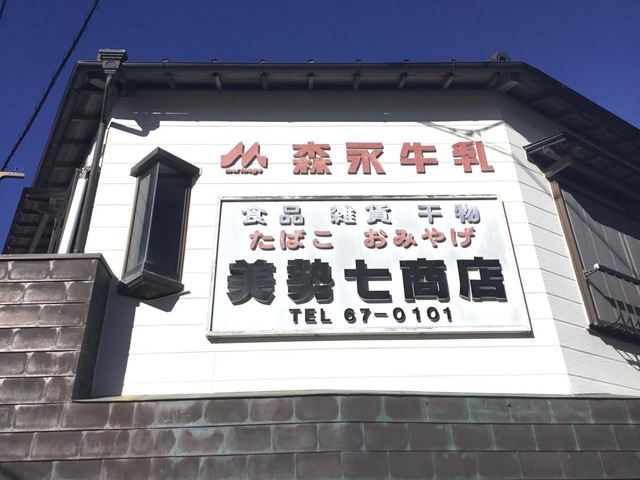 森永牛乳
食品 雑貨 干物
たばこ おみやげ
美勢七商店
TEL 67-0101